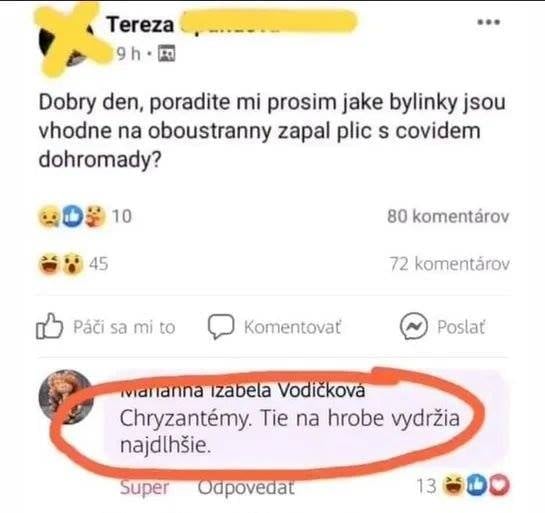 Tereza
9 h
Dobry den, poradite mi prosim jake bylinky jsou
vhodne na oboustranny zapal plic s covidem
dohromady?
10 80 komentárov
45 72 komentárov
Páči sa mi to Komentovať Poslať
Marianna Izabela Vodičková
Chryzantémy. Tie na hrobe vydržia
najdlhšie.
Super Odpovedať 13